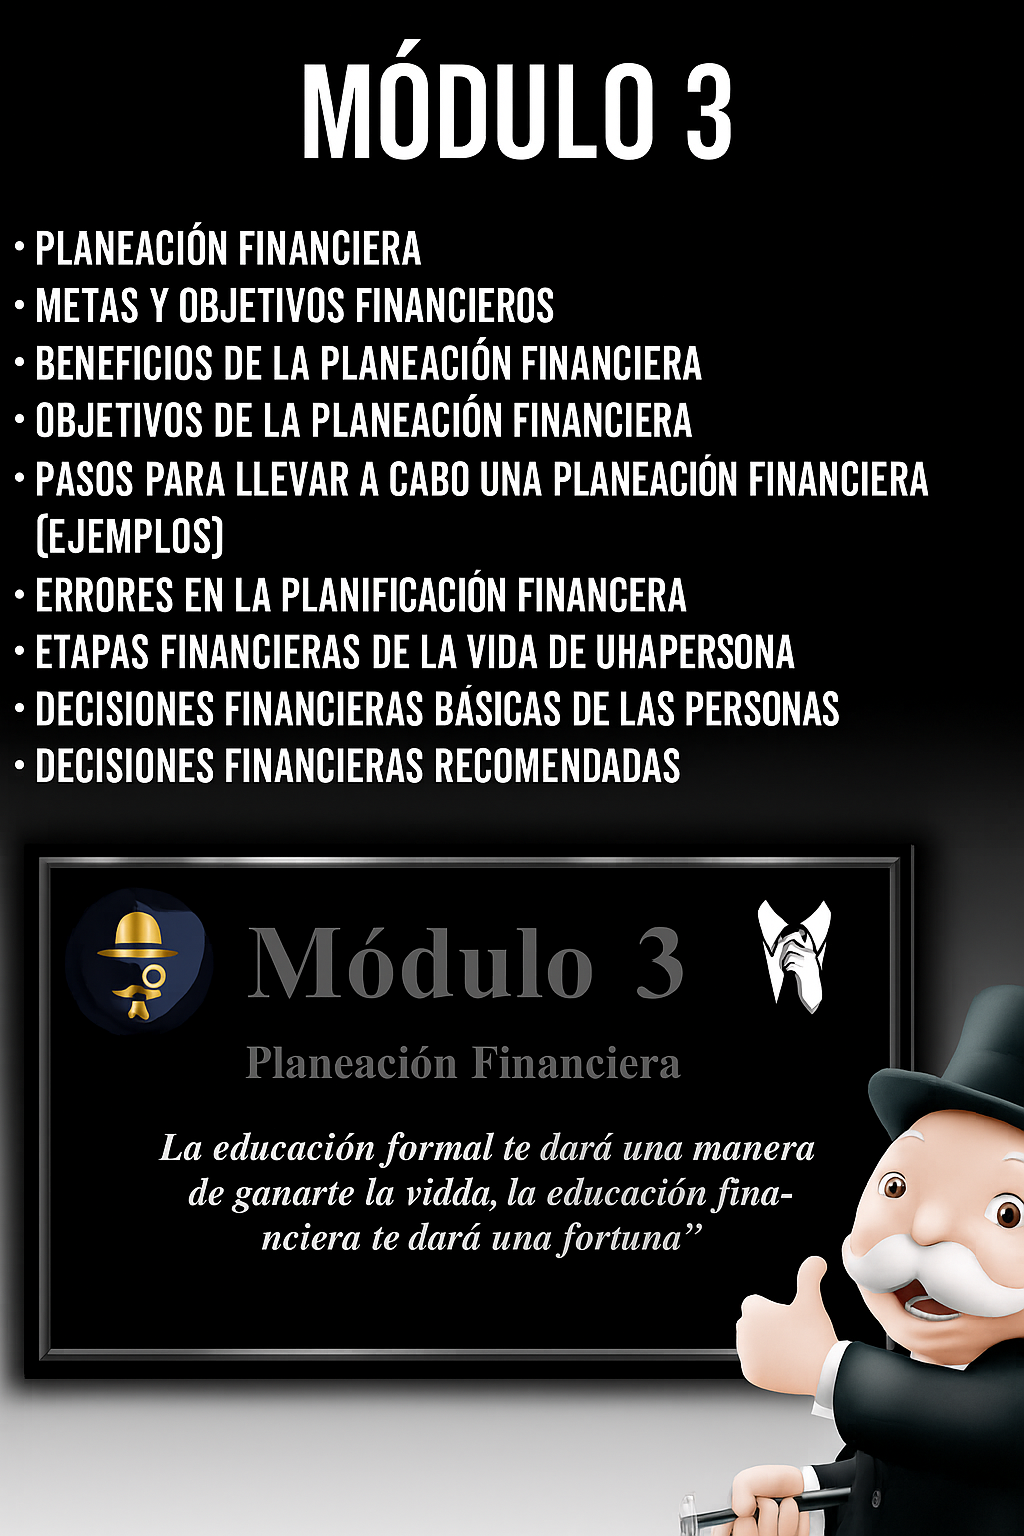 MÓDULO 3
• PLANEACIÓN FINANCIERA
• METAS Y OBJETIVOS FINANCIEROS
• BENEFICIOS DE LA PLANEACIÓN FINANCIERA
• OBJETIVOS DE LA PLANEACIÓN FINANCIERA
• PASOS PARA LLEVAR A CABO UNA PLANEACIÓN FINANCIERA
(EJEMPLOS)
• ERRORES EN LA PLANIFICACIÓN FINANCERA
• ETAPAS FINANCIERAS DE LA VIDA DE UHAPERSONA
• DECISIONES FINANCIERAS BÁSICAS DE LAS PERSONAS
• DECISIONES FINANCIERAS RECOMENDADAS
Módulo 3
Planeación Financiera
La educación formal te dará una manera
de ganarte la vidda, la educación fina-
nciera te dará una fortuna”